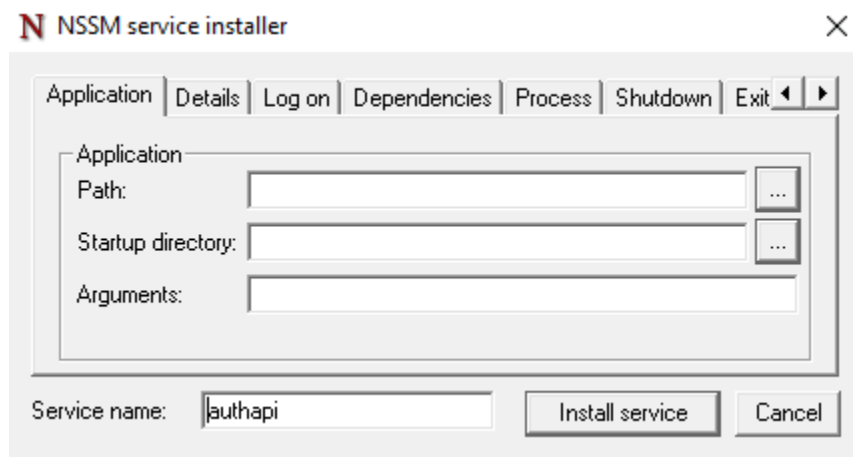 N NSSM service installer
Application Details Log on Dependencies Process Shutdown Exit
Application
Path:
...
Startup directory:
...
Arguments:
Service name: authapi Install service Cancel